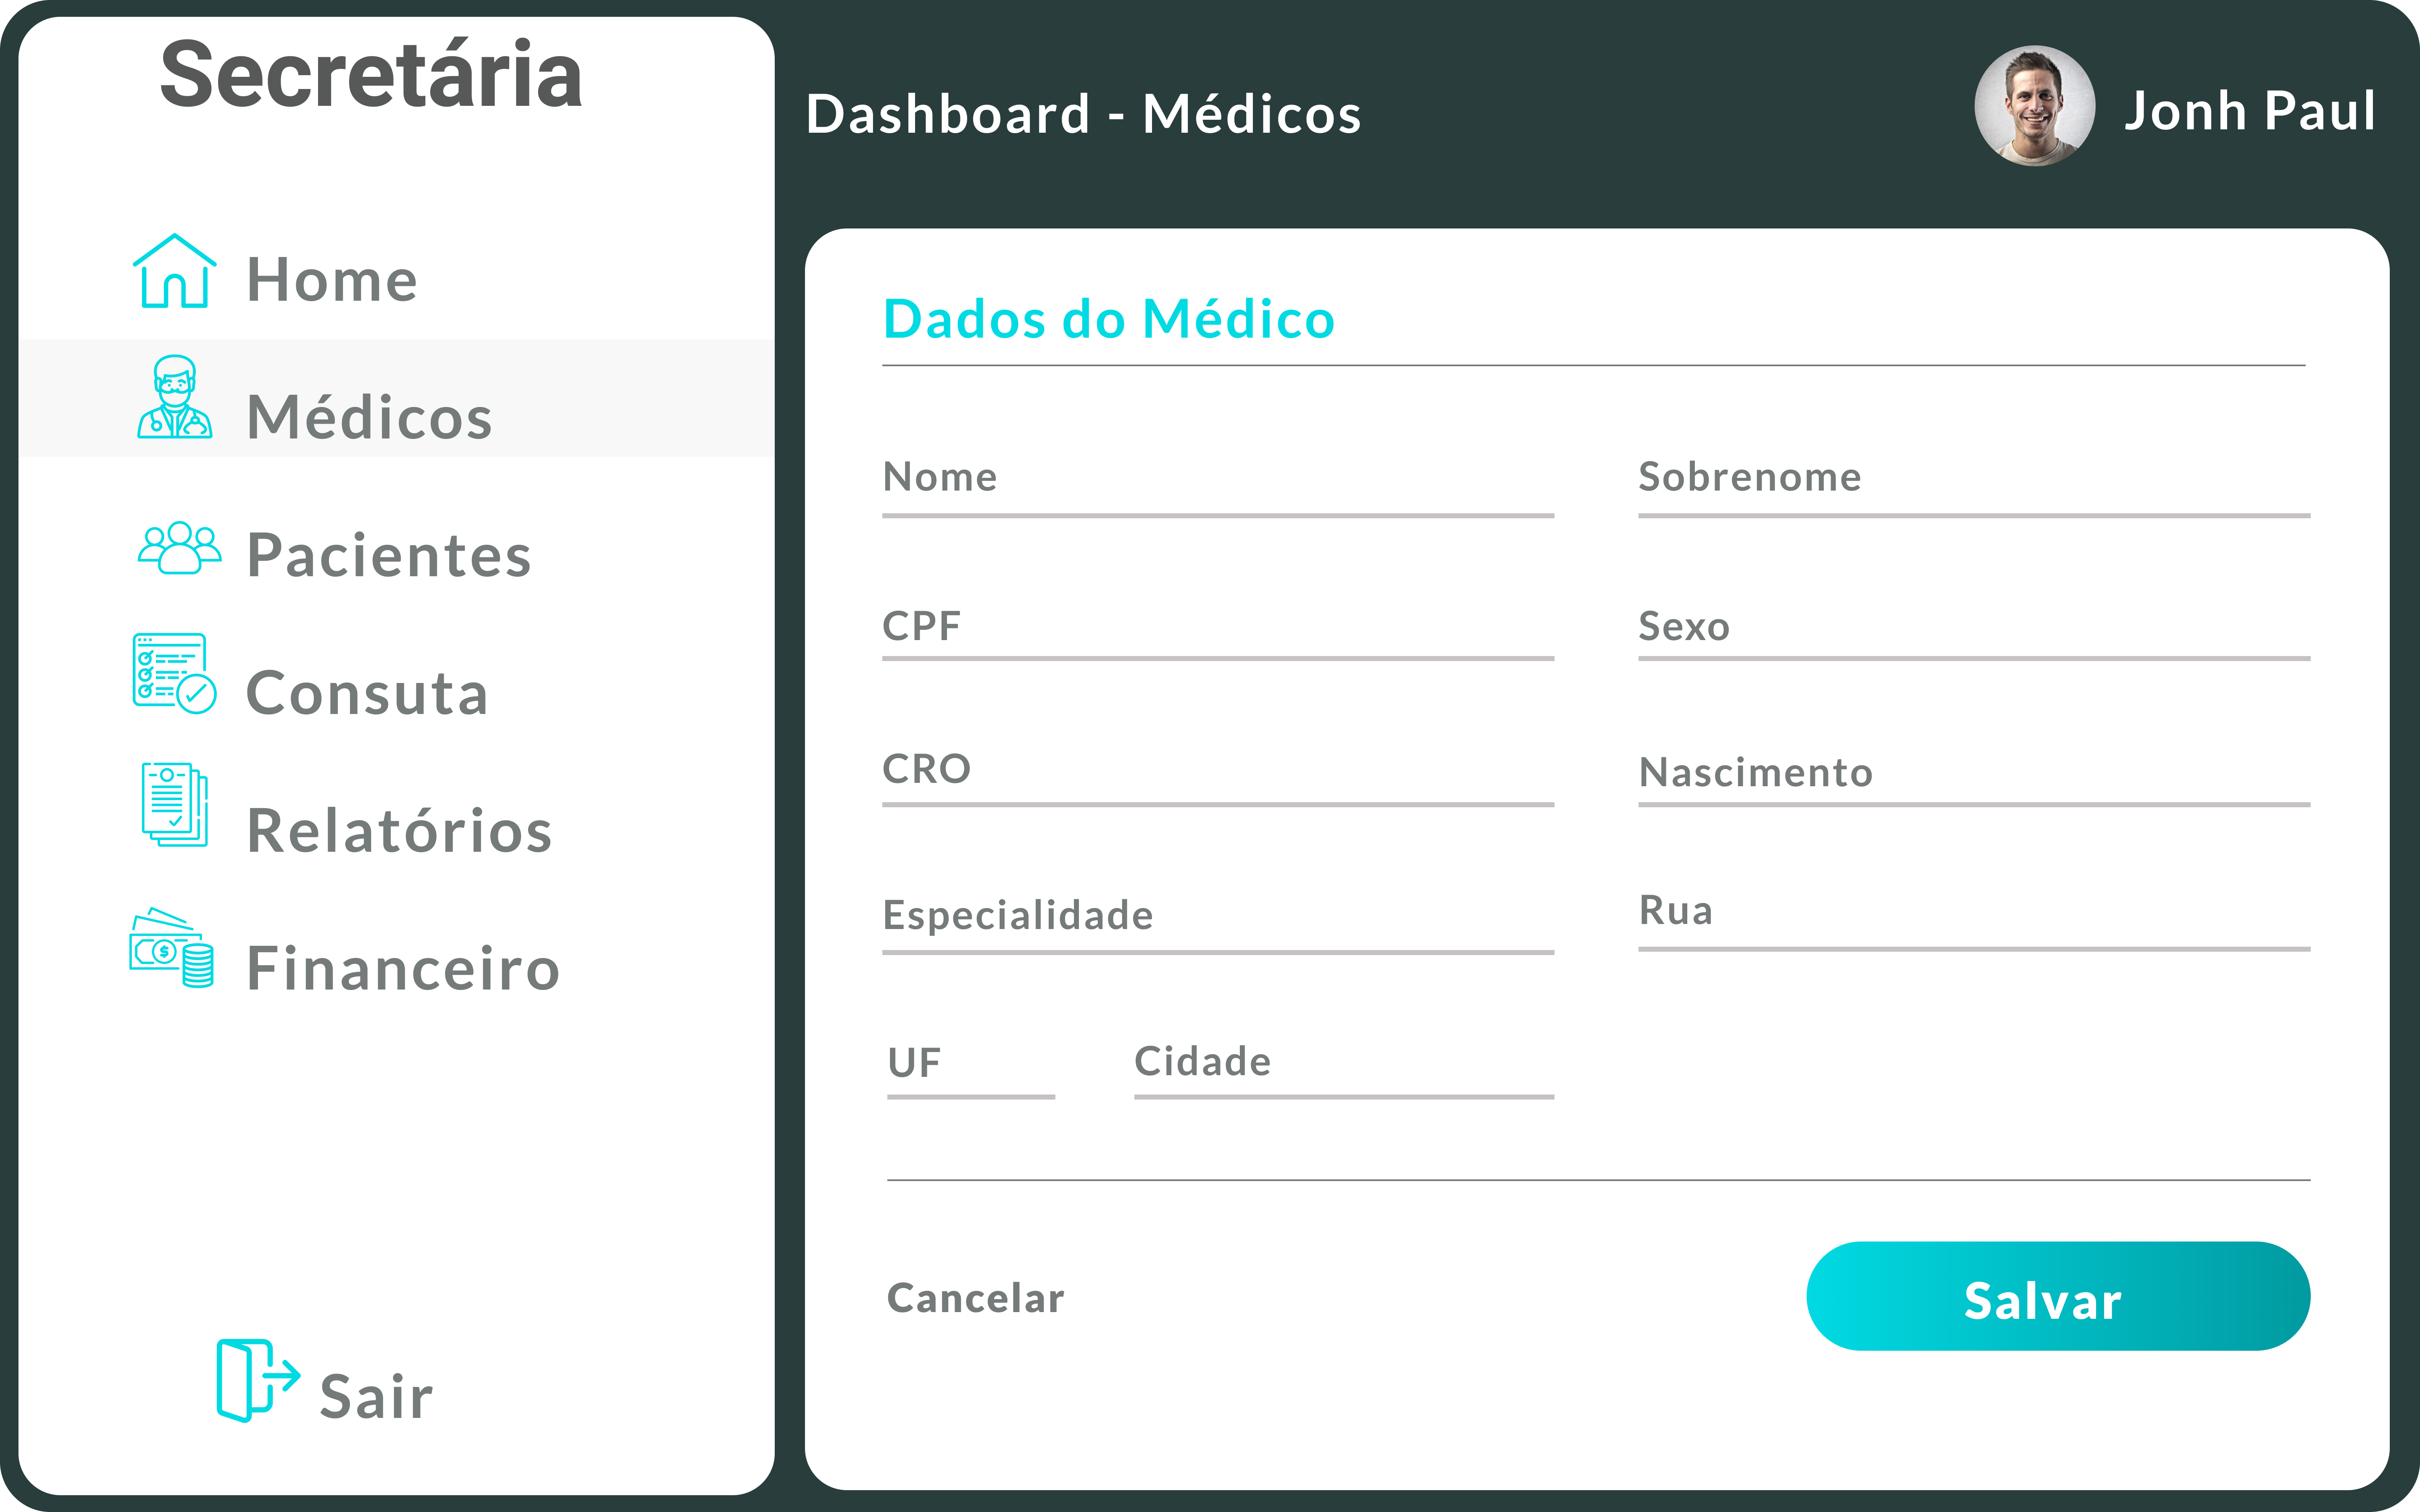 Secretária
Home
Médicos
Pacientes
Consuta
Relatórios
Financeiro
Sair
Dashboard - Médicos
Jonh Paul
Dados do Médico
Nome
Sobrenome
CPF
Sexo
CRO
Nascimento
Especialidade
Rua
UF
Cidade
Cancelar
Salvar